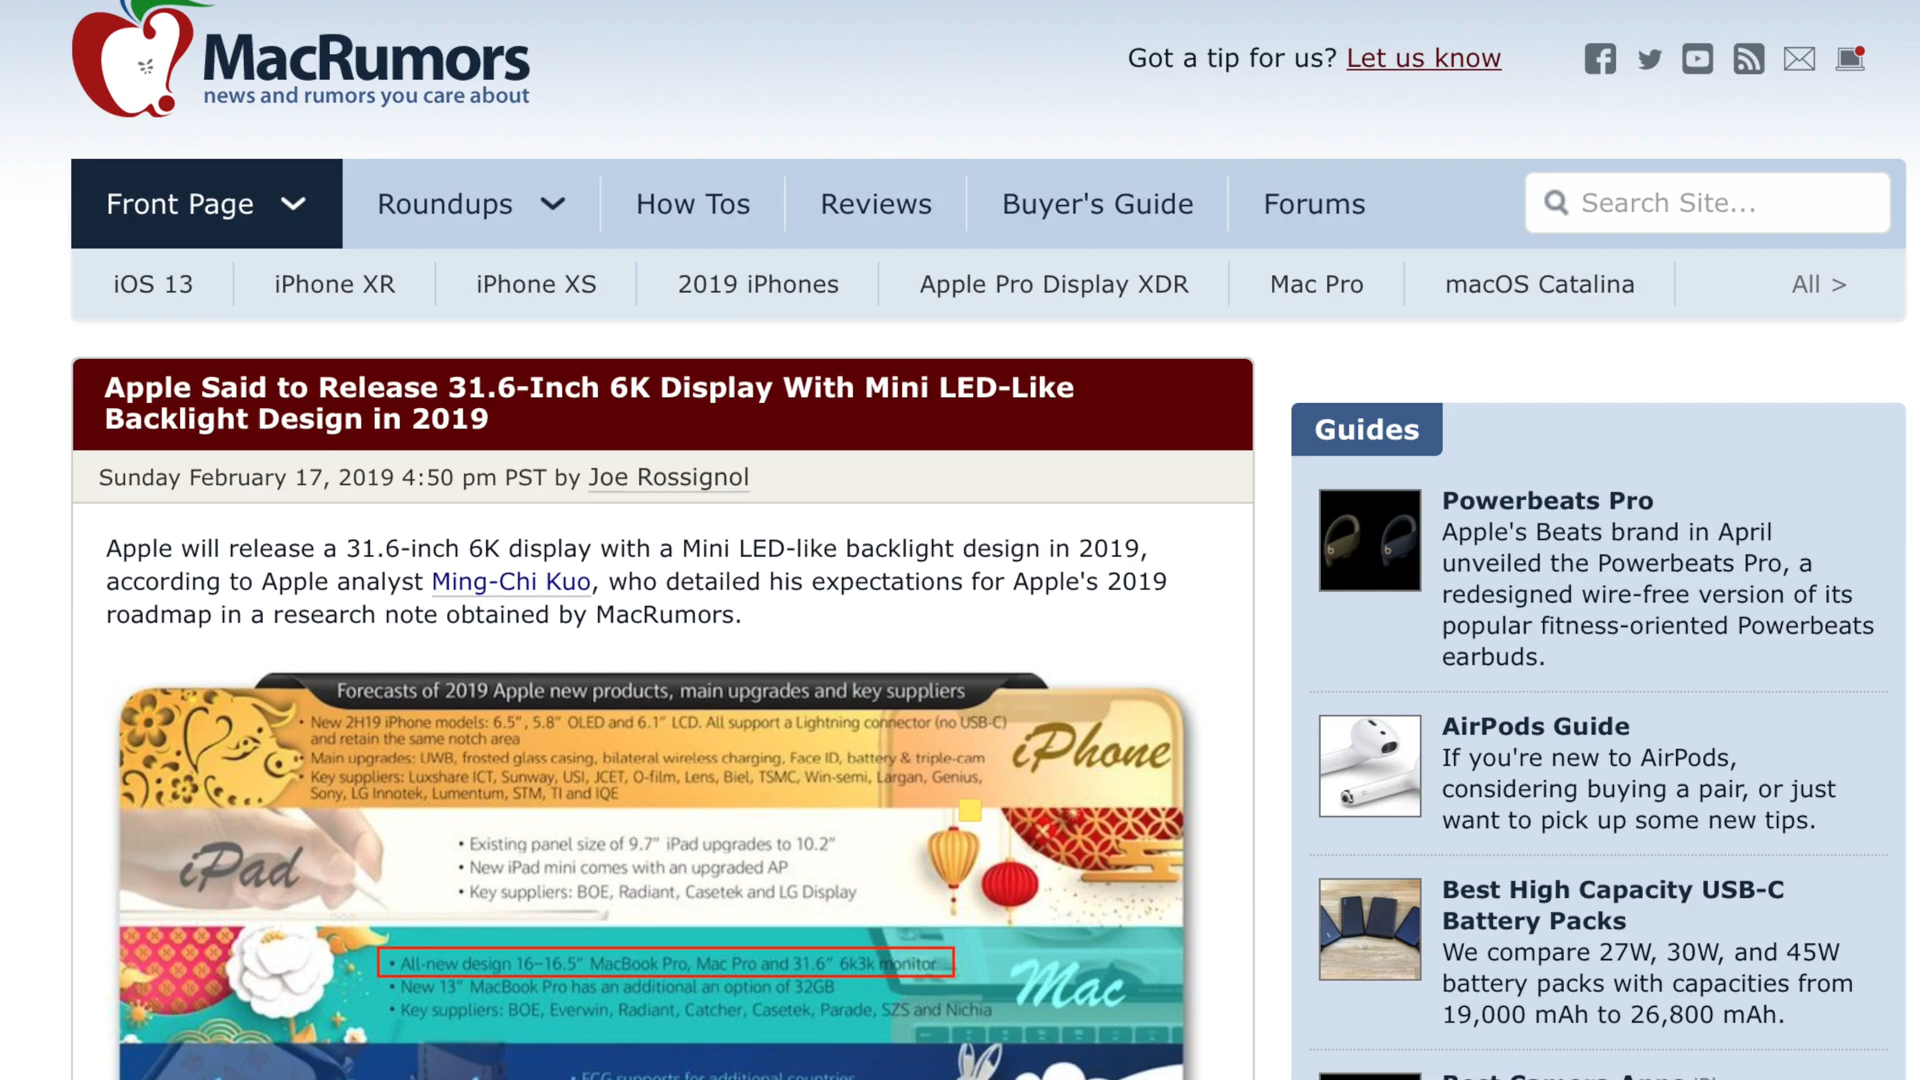 MacRumors
news and rumors you care about
Got a tip for us? Let us know
Front Page
Roundups
How Tos
Reviews
Buyer's Guide
Forums
Search Site...
iOS 13
iPhone XR
iPhone XS
2019 iPhones
Apple Pro Display XDR
Mac Pro
macOS Catalina
All >
Apple Said to Release 31.6-Inch 6K Display With Mini LED-Like
Backlight Design in 2019
Sunday February 17, 2019 4:50 pm PST by Joe Rossignol
Apple will release a 31.6-inch 6K display with a Mini LED-like backlight design in 2019,
according to Apple analyst Ming-Chi Kuo, who detailed his expectations for Apple's 2019
roadmap in a research note obtained by MacRumors.
Forecasts of 2019 Apple new products, main upgrades and key suppliers
• New 2H19 iPhone models: 6.5", 5.8" OLED and 6.1" LCD. All support a Lightning connector (no USB-C)
and retain the same notch area
• Main upgrades: UWB, frosted glass casing, bilateral wireless charging, Face ID, battery & triple-cam
• Key suppliers: Luxshare ICT, Sunway, USI, JCET, O-film, Lens, Biel, TSMC, Win-semi, Largan, Genius,
Sony, LG Innotek, Lumentum, STM, TI and IQE
iPhone
iPad
• Existing panel size of 9.7" iPad upgrades to 10.2"
• New iPad mini comes with an upgraded AP
• Key suppliers: BOE, Radiant, Casetek and LG Display
• All-new design 16-16.5" MacBook Pro, Mac Pro and 31.6" 6k3k monitor
• New 13" MacBook Pro has an additional an option of 32GB
• Key suppliers: BOE, Everwin, Radiant, Catcher, Casetek, Parade, SZS and Nichia
Mac
• ECG supports for additional countries
Guides
Powerbeats Pro
Apple's Beats brand in April
unveiled the Powerbeats Pro, a
redesigned wire-free version of its
popular fitness-oriented Powerbeats
earbuds.
AirPods Guide
If you're new to AirPods,
considering buying a pair, or just
want to pick up some new tips.
Best High Capacity USB-C
Battery Packs
We compare 27W, 30W, and 45W
battery packs with capacities from
19,000 mAh to 26,800 mAh.
Best Camera Apps